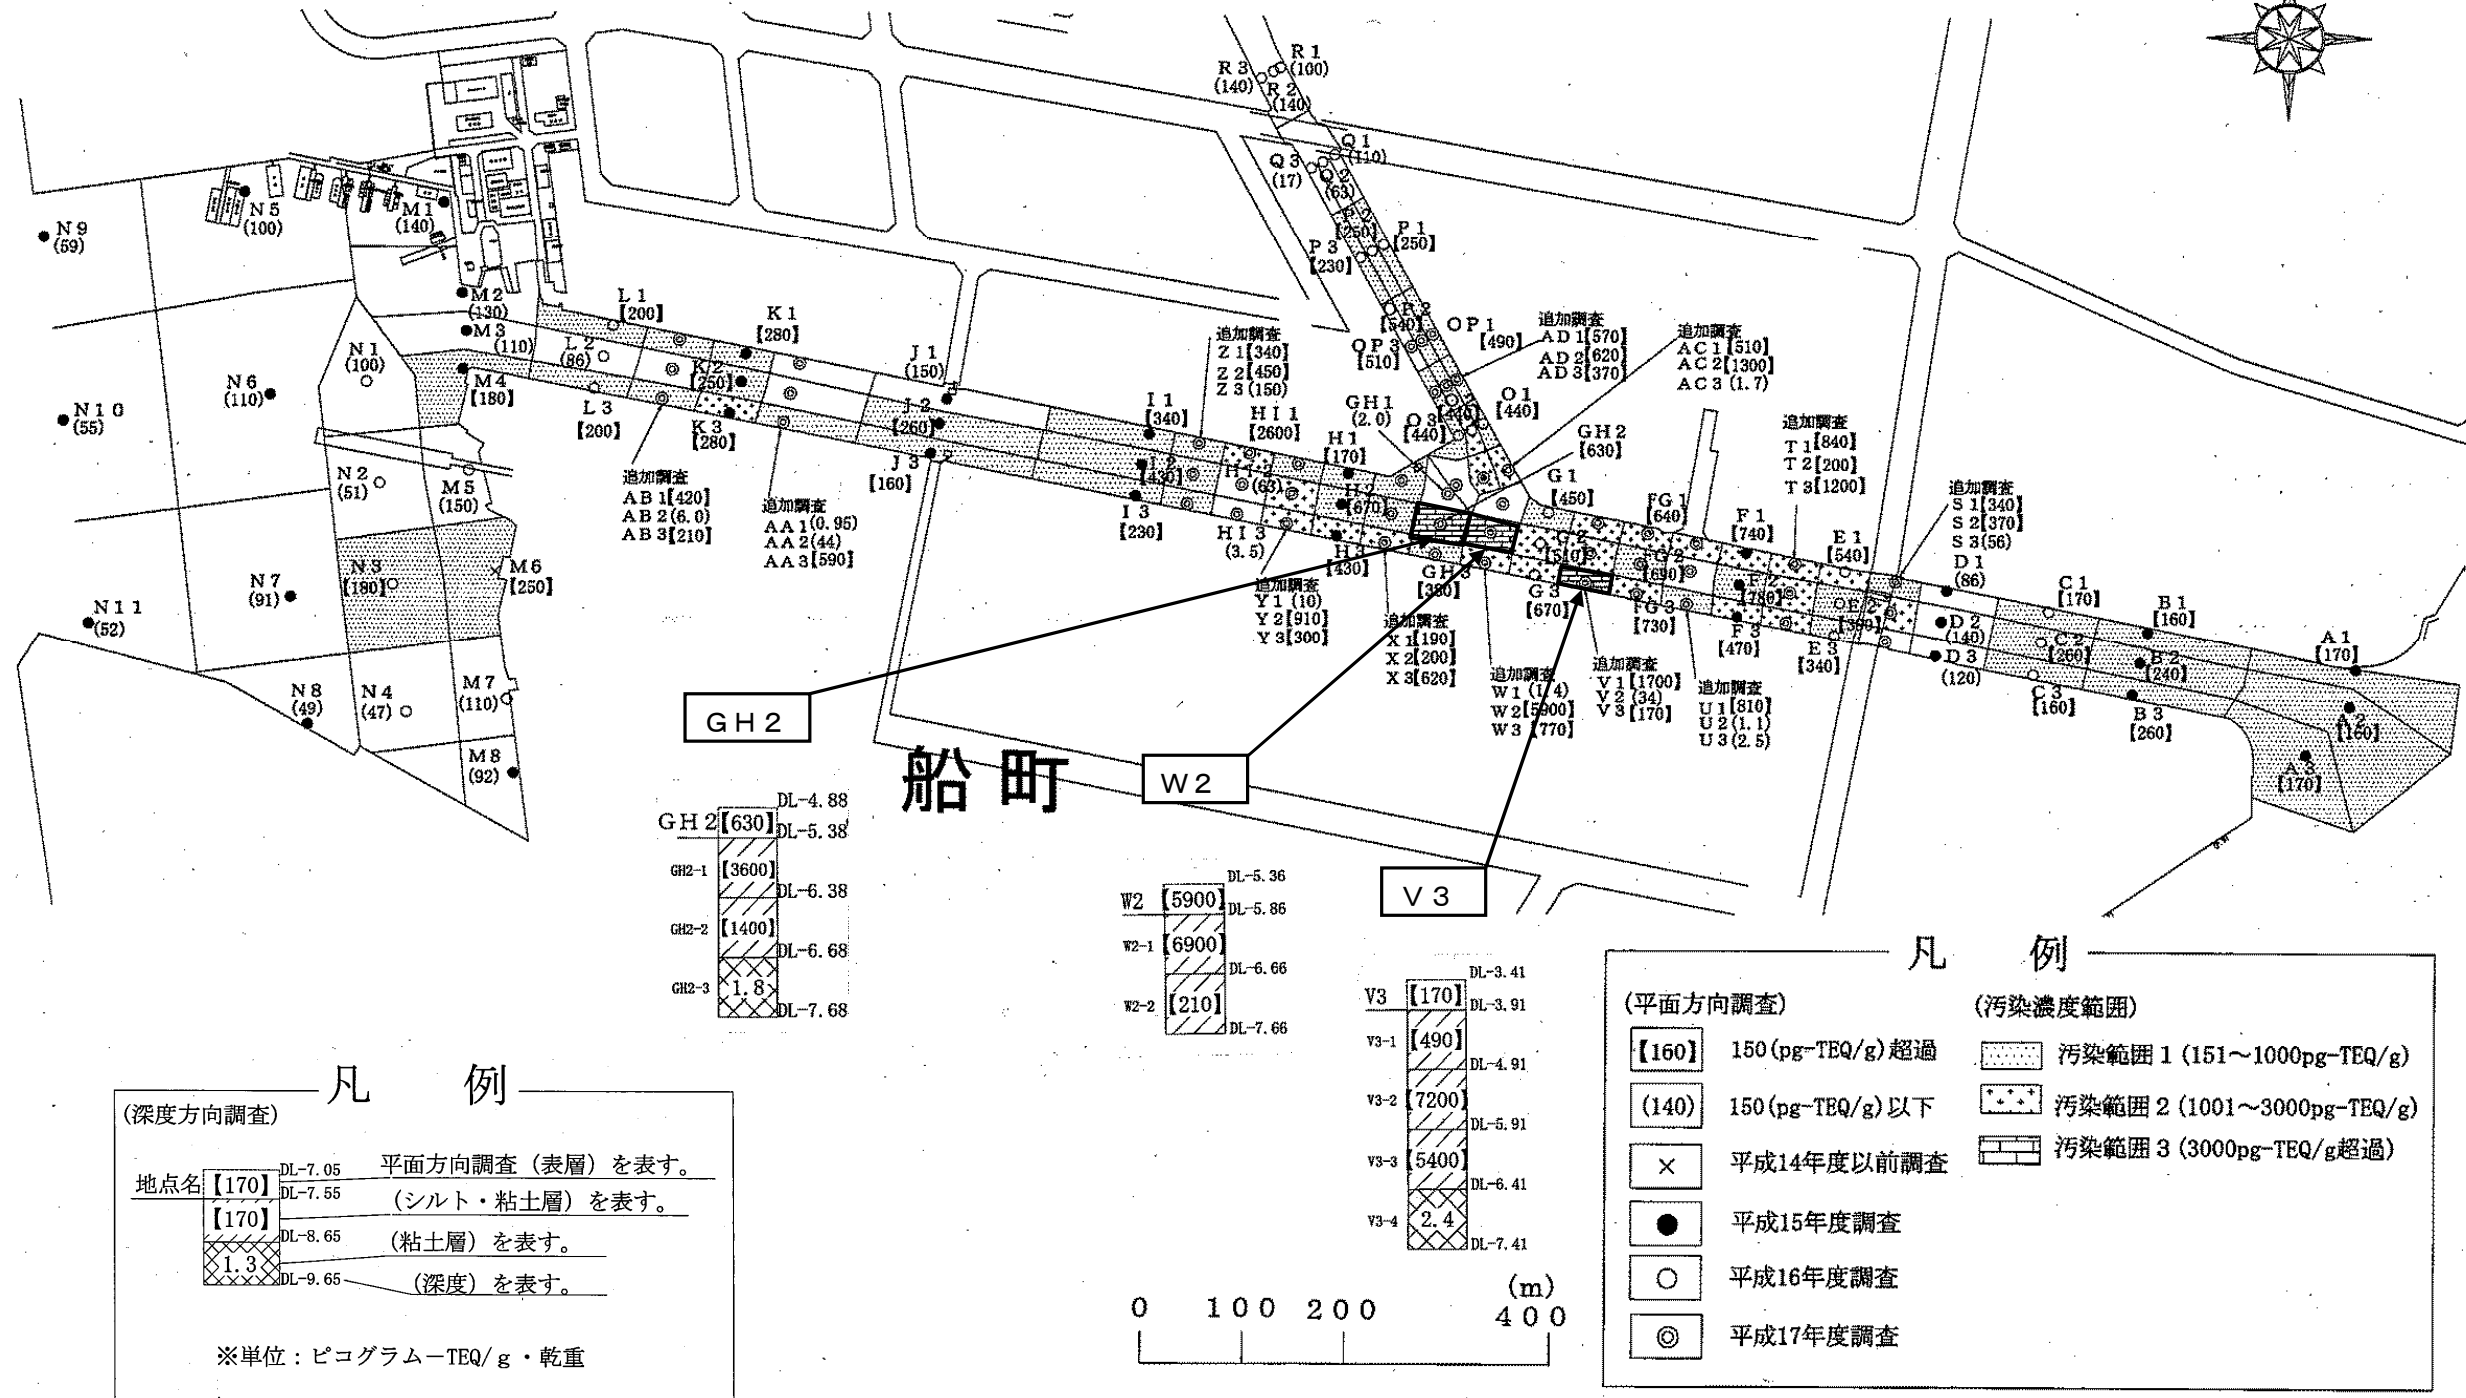 R 1
(100)
R 3
(140)
R 2
(140)
Q 1
(110)
Q 3
(17)
Q 2
(63)
P 2
【250】
P 1
【250】
P 3
【230】
N 9
(59)
N 5
(100)
M 1
(140)
M 2
(130)
M 3
(110)
M 4
【180】
N 1
(100)
N 6
(110)
N 1 0
(55)
N 2
(51)
M 5
(150)
N 3
【180】
M 6
【250】
N 7
(91)
N 1 1
(52)
N 8
(49)
N 4
(47)
M 7
(110)
M 8
(92)
L 1
【200】
L 2
(86)
L 3
【200】
K 1
【280】
K 2
【250】
K 3
【280】
J 1
(150)
J 2
【260】
J 3
【160】
I 1
【340】
I 2
【430】
I 3
【230】
追加調査
AB 1【420】
AB 2(6.0)
AB 3【210】
追加調査
AA 1(0.95)
AA 2(44)
AA 3【590】
追加調査
Z 1【340】
Z 2【450】
Z 3(150)
H I 1
【2600】
H I 2
(63)
H I 3
(3.5)
H 1
【170】
H 2
【670】
H 3
【430】
GH 1
(2.0)
GH 2
【630】
GH 3
【380】
O P 2
【540】
O P 1
【490】
O P 3
【510】
追加調査
AD 1【570】
AD 2【620】
AD 3【370】
追加調査
AC 1【510】
AC 2【1300】
AC 3 (1.7)
O 1
【440】
【440】
O 3
【440】
G 1
【450】
G 2
【510】
G 3
【670】
FG 1
【640】
FG 2
【690】
FG 3
【730】
F 1
【740】
F 2
【780】
F 3
【470】
追加調査
T 1【840】
T 2【200】
T 3【1200】
E 1
【540】
E 2
E 3
【340】
追加調査
S 1【340】
S 2【370】
S 3(56)
D 1
(86)
D 2
(140)
D 3
(120)
C 1
【170】
C 2
【260】
C 3
【160】
B 1
【160】
B 2
【240】
B 3
【260】
A 1
【170】
A 2
【160】
A 3
【170】
追加調査
Y 1 (10)
Y 2【910】
Y 3【300】
追加調査
X 1【190】
X 2【200】
X 3【620】
追加調査
W 1 (1.4)
W 2【5900】
W 3【770】
追加調査
V 1【1700】
V 2 (34)
V 3【170】
追加調査
U 1【810】
U 2(1.1)
U 3(2.5)
GH2
W2
V3
船町
GH2【630】
DL-4.88
DL-5.38
GH2-1【3600】
DL-6.38
GH2-2【1400】
DL-6.68
GH2-3 1.8
DL-7.68
W2【5900】
DL-5.36
DL-5.86
W2-1【6900】
DL-6.66
W2-2【210】
DL-7.66
V3【170】
DL-3.41
DL-3.91
V3-1【490】
DL-4.91
V3-2【7200】
DL-5.91
V3-3【5400】
DL-6.41
V3-4 2.4
DL-7.41
凡 例
(深度方向調査)
地点名【170】
DL-7.05
平面方向調査（表層）を表す。
DL-7.55
（シルト・粘土層）を表す。
【170】
DL-8.65
（粘土層）を表す。
1.3
DL-9.65
（深度）を表す。
※単位：ピコグラム－TEQ/ｇ・乾重
(m)
0 100 200 400
凡 例
(平面方向調査)
【160】 150(pg-TEQ/g)超過
(140) 150(pg-TEQ/g)以下
× 平成14年度以前調査
● 平成15年度調査
○ 平成16年度調査
◎ 平成17年度調査
(汚染濃度範囲)
汚染範囲１(151～1000pg-TEQ/g)
汚染範囲２(1001～3000pg-TEQ/g)
汚染範囲３(3000pg-TEQ/g超過)